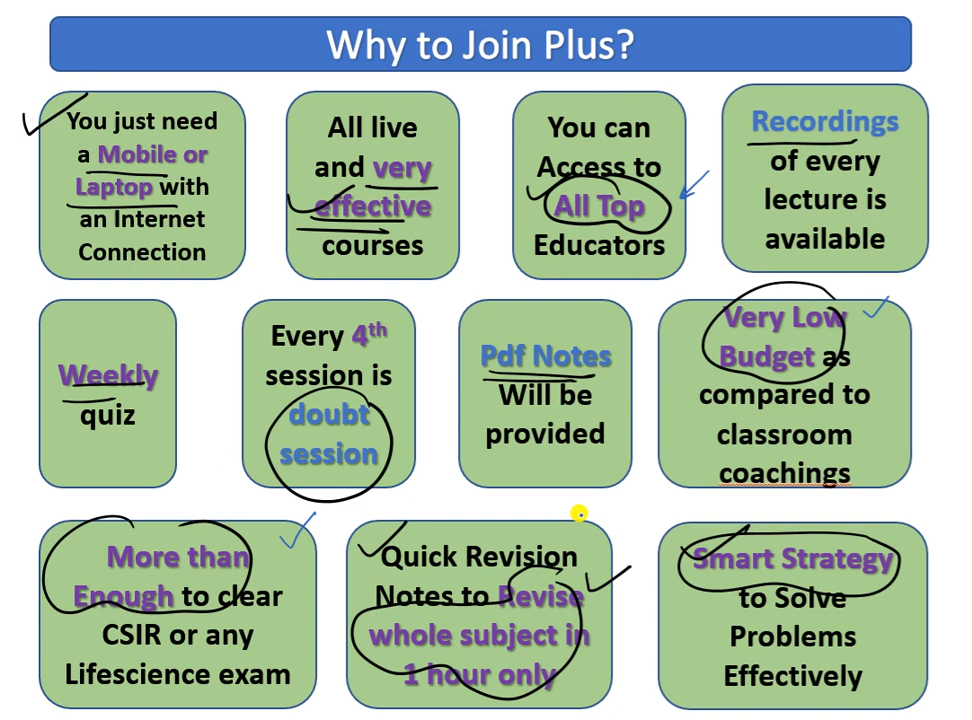 Why to Join Plus?
You just need
a Mobile or
Laptop with
an Internet
Connection
All live
and very
effective
courses
You can
Access to
All Top
Educators
Recordings
of every
lecture is
available
Weekly
quiz
Every 4th
session is
doubt
session
Pdf Notes
Will be
provided
Very Low
Budget as
compared to
classroom
coachings
More than
Enough to clear
CSIR or any
Lifescience exam
Quick Revision
Notes to Revise
whole subject in
1 hour only
Smart Strategy
to Solve
Problems
Effectively